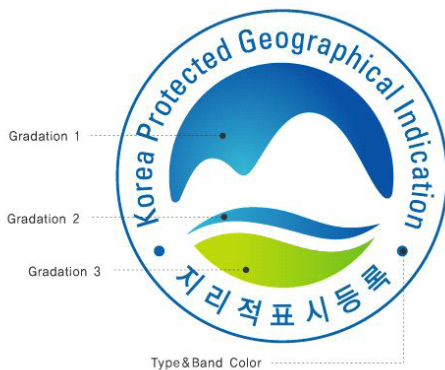 Korea Protected Geographical Indication
Gradation 1
Gradation 2
Gradation 3
지리적표시등록
Type&Band Color